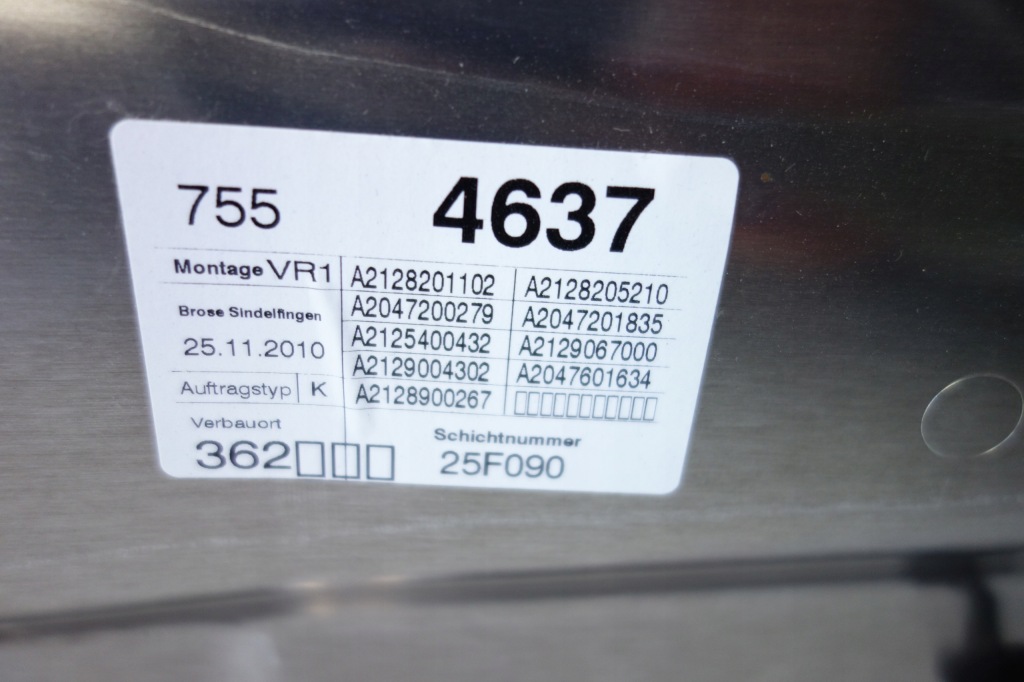 755 4637
Montage VR1
A2128201102 A2128205210
A2047200279 A2047201835
Brose Sindelfingen
A2125400432 A2129067000
25.11.2010
A2129004302 A2047601634
Auftragstyp K
A2128900267 □□□□□□□□□□□
Verbauort
Schichtnummer
362□□□ 25F090